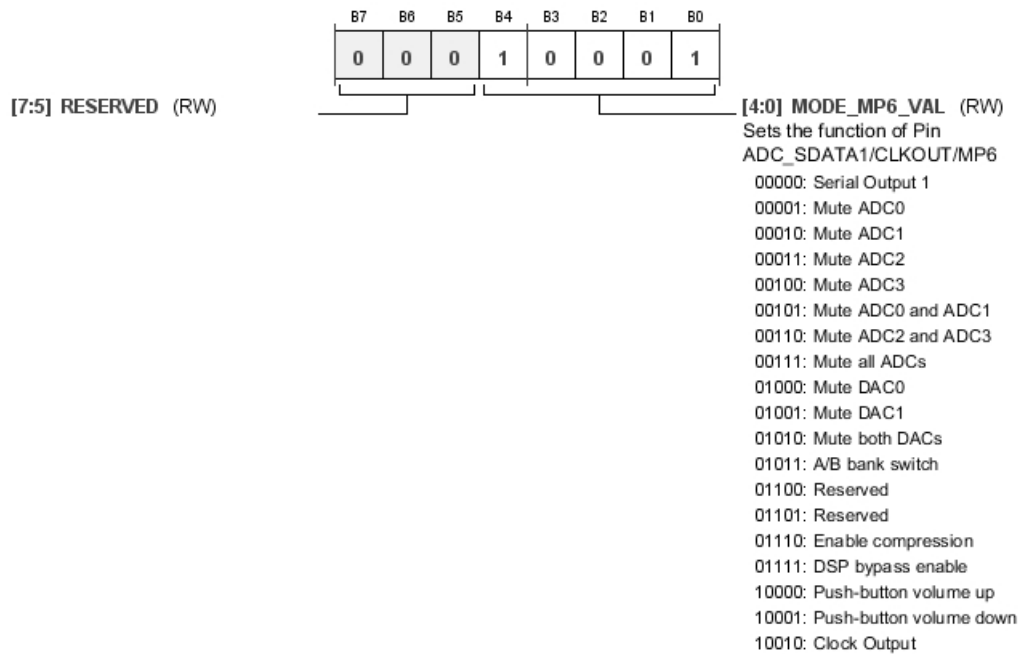 B7 B6 B5 B4 B3 B2 B1 B0
0 0 0 1 0 0 0 1
[7:5] RESERVED (RW)
[4:0] MODE_MP6_VAL (RW)
Sets the function of Pin
ADC_SDATA1/CLKOUT/MP6
00000: Serial Output 1
00001: Mute ADC0
00010: Mute ADC1
00011: Mute ADC2
00100: Mute ADC3
00101: Mute ADC0 and ADC1
00110: Mute ADC2 and ADC3
00111: Mute all ADCs
01000: Mute DAC0
01001: Mute DAC1
01010: Mute both DACs
01011: A/B bank switch
01100: Reserved
01101: Reserved
01110: Enable compression
01111: DSP bypass enable
10000: Push-button volume up
10001: Push-button volume down
10010: Clock Output